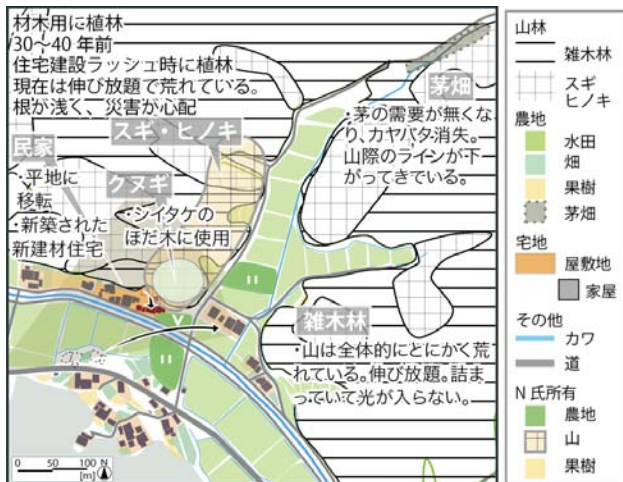 材木用に植林
30〜40年前
住宅建設ラッシュ時に植林
現在は伸び放題で荒れている。
根が浅く、災害が心配
スギ・ヒノキ
民家
・平地に
移転
・新築された
新建材住宅
クヌギ
・シイタケの
ほだ木に使用
茅畑
・茅の需要が無くな
り、カヤバタ消失。
山際のラインが下
がってきている。
雑木林
・山は全体的にとにかく荒
れている。伸び放題。詰ま
っていて光が入らない。
0 50 100 N
[m]
山林
雑木林
スギ
ヒノキ
農地
水田
畑
果樹
茅畑
宅地
屋敷地
家屋
その他
カワ
道
N氏所有
農地
山
果樹